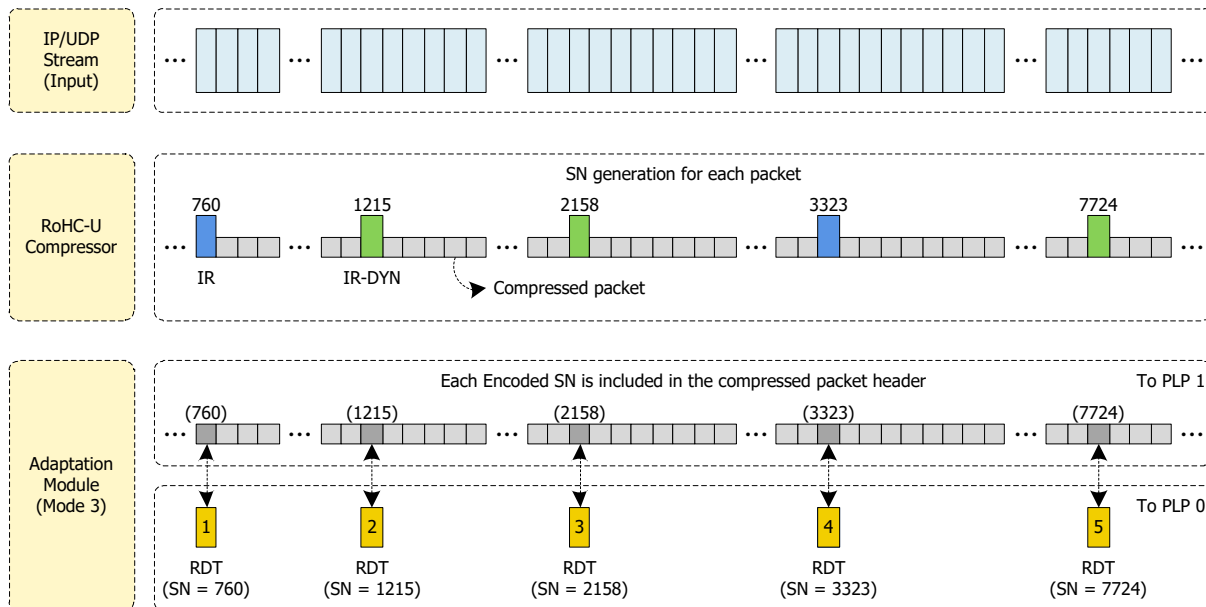 IP/UDP
Stream
(Input)
... ... ... ... ... ...
RoHC-U
Compressor
SN generation for each packet
760 1215 2158 3323 7724
... ... ... ... ... ...
IR IR-DYN
Compressed packet
Adaptation
Module
(Mode 3)
Each Encoded SN is included in the compressed packet header To PLP 1
(760) (1215) (2158) (3323) (7724)
... ... ... ... ... ...
To PLP 0
1 2 3 4 5
RDT RDT RDT RDT RDT
(SN = 760) (SN = 1215) (SN = 2158) (SN = 3323) (SN = 7724)